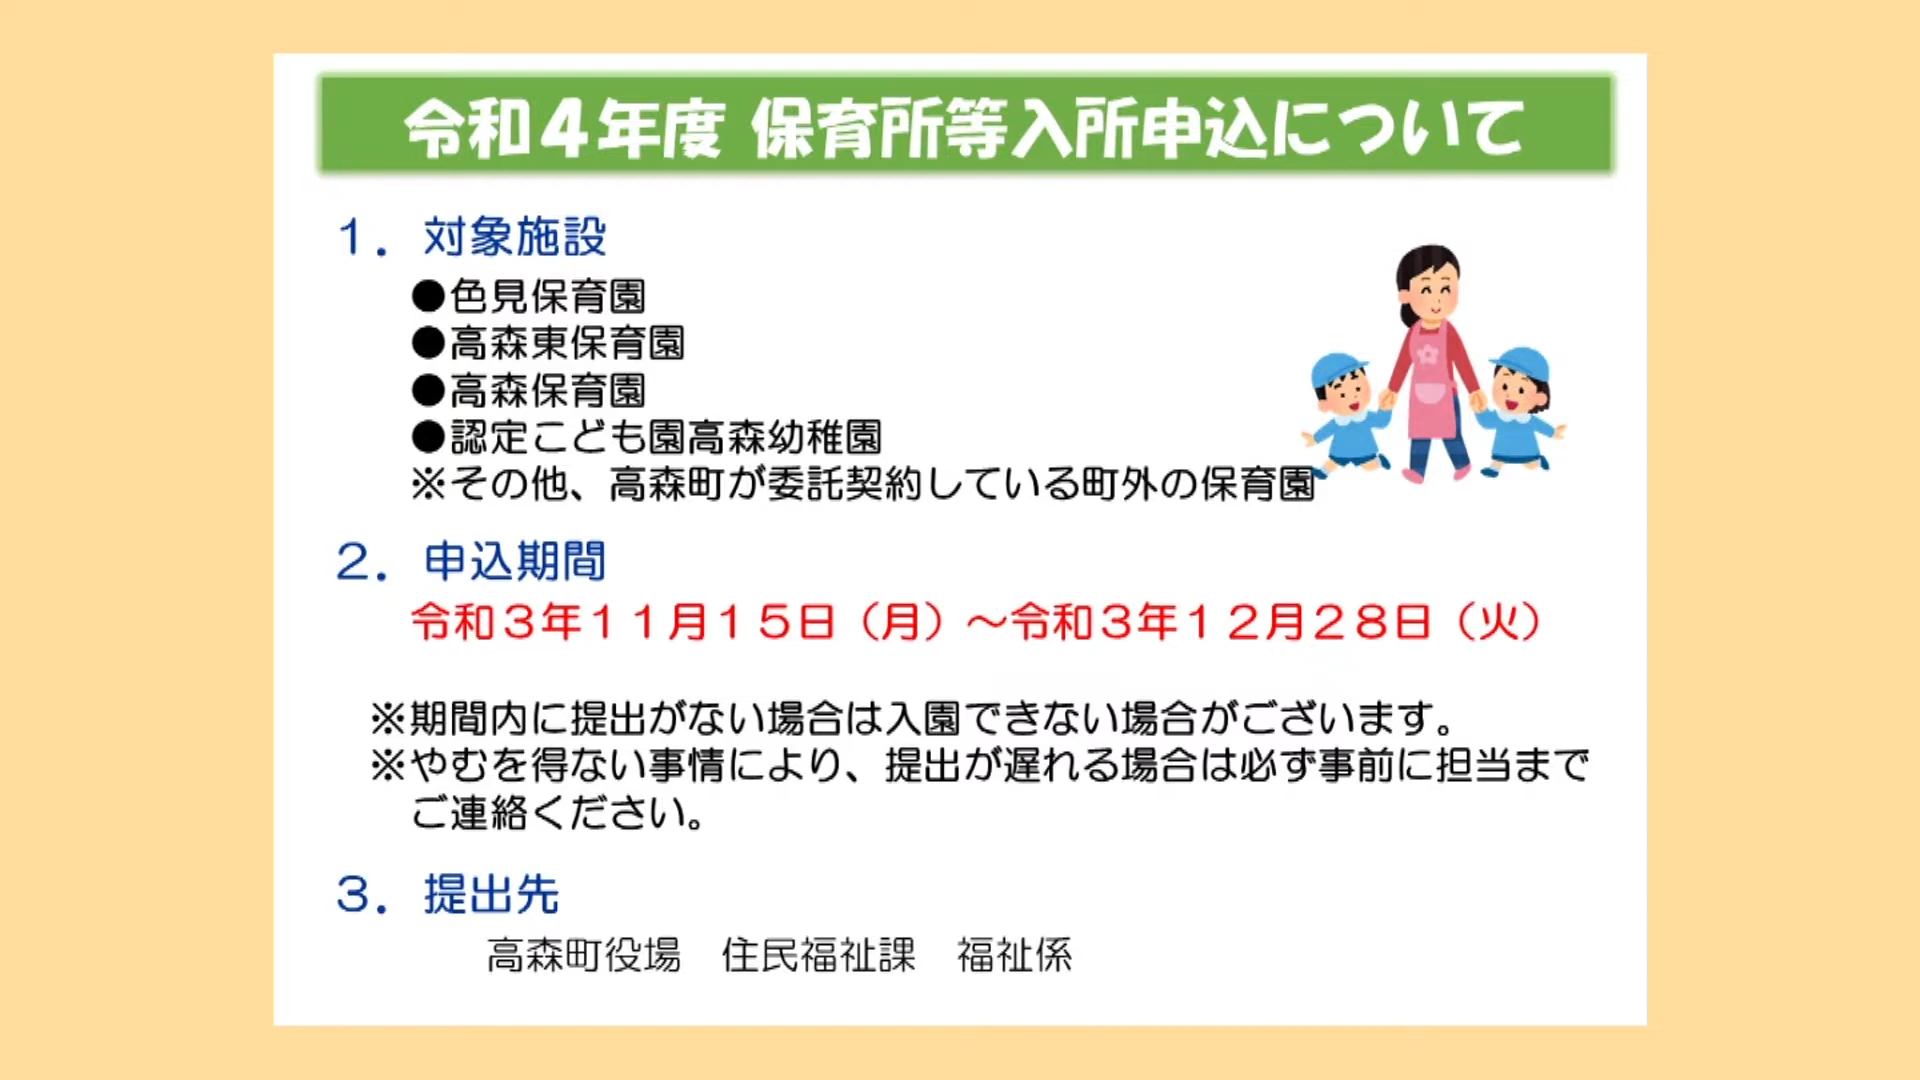 令和４年度 保育所等入所申込について
１．対象施設
●色見保育園
●高森東保育園
●高森保育園
●認定こども園高森幼稚園
※その他、高森町が委託契約している町外の保育園
２．申込期間
令和３年１１月１５日（月）～令和３年１２月２８日（火）
※期間内に提出がない場合は入園できない場合がございます。
※やむを得ない事情により、提出が遅れる場合は必ず事前に担当まで
ご連絡ください。
３．提出先
高森町役場　住民福祉課　福祉係